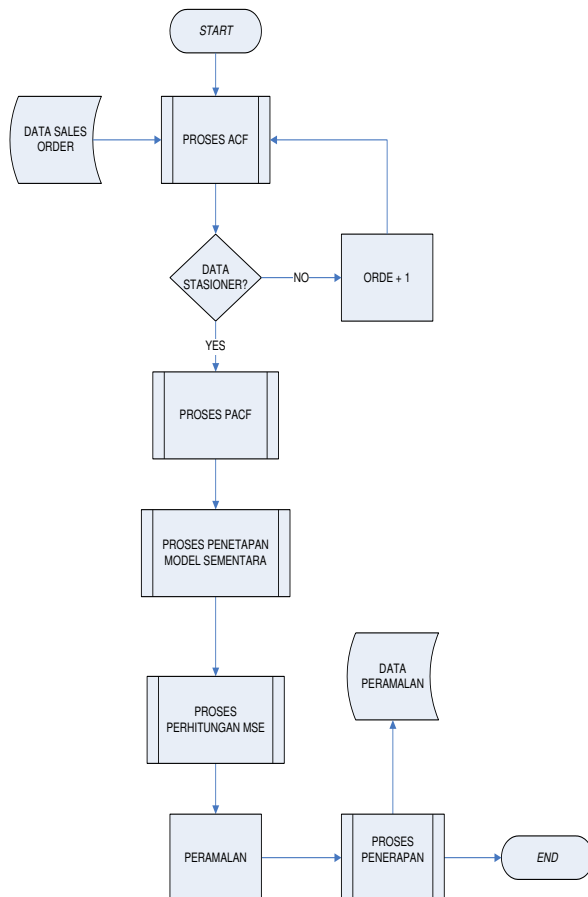 START
DATA SALES
ORDER
PROSES ACF
DATA
STASIONER?
NO
ORDE + 1
YES
PROSES PACF
PROSES PENETAPAN
MODEL SEMENTARA
DATA
PERAMALAN
PROSES
PERHITUNGAN MSE
PERAMALAN
PROSES
PENERAPAN
END